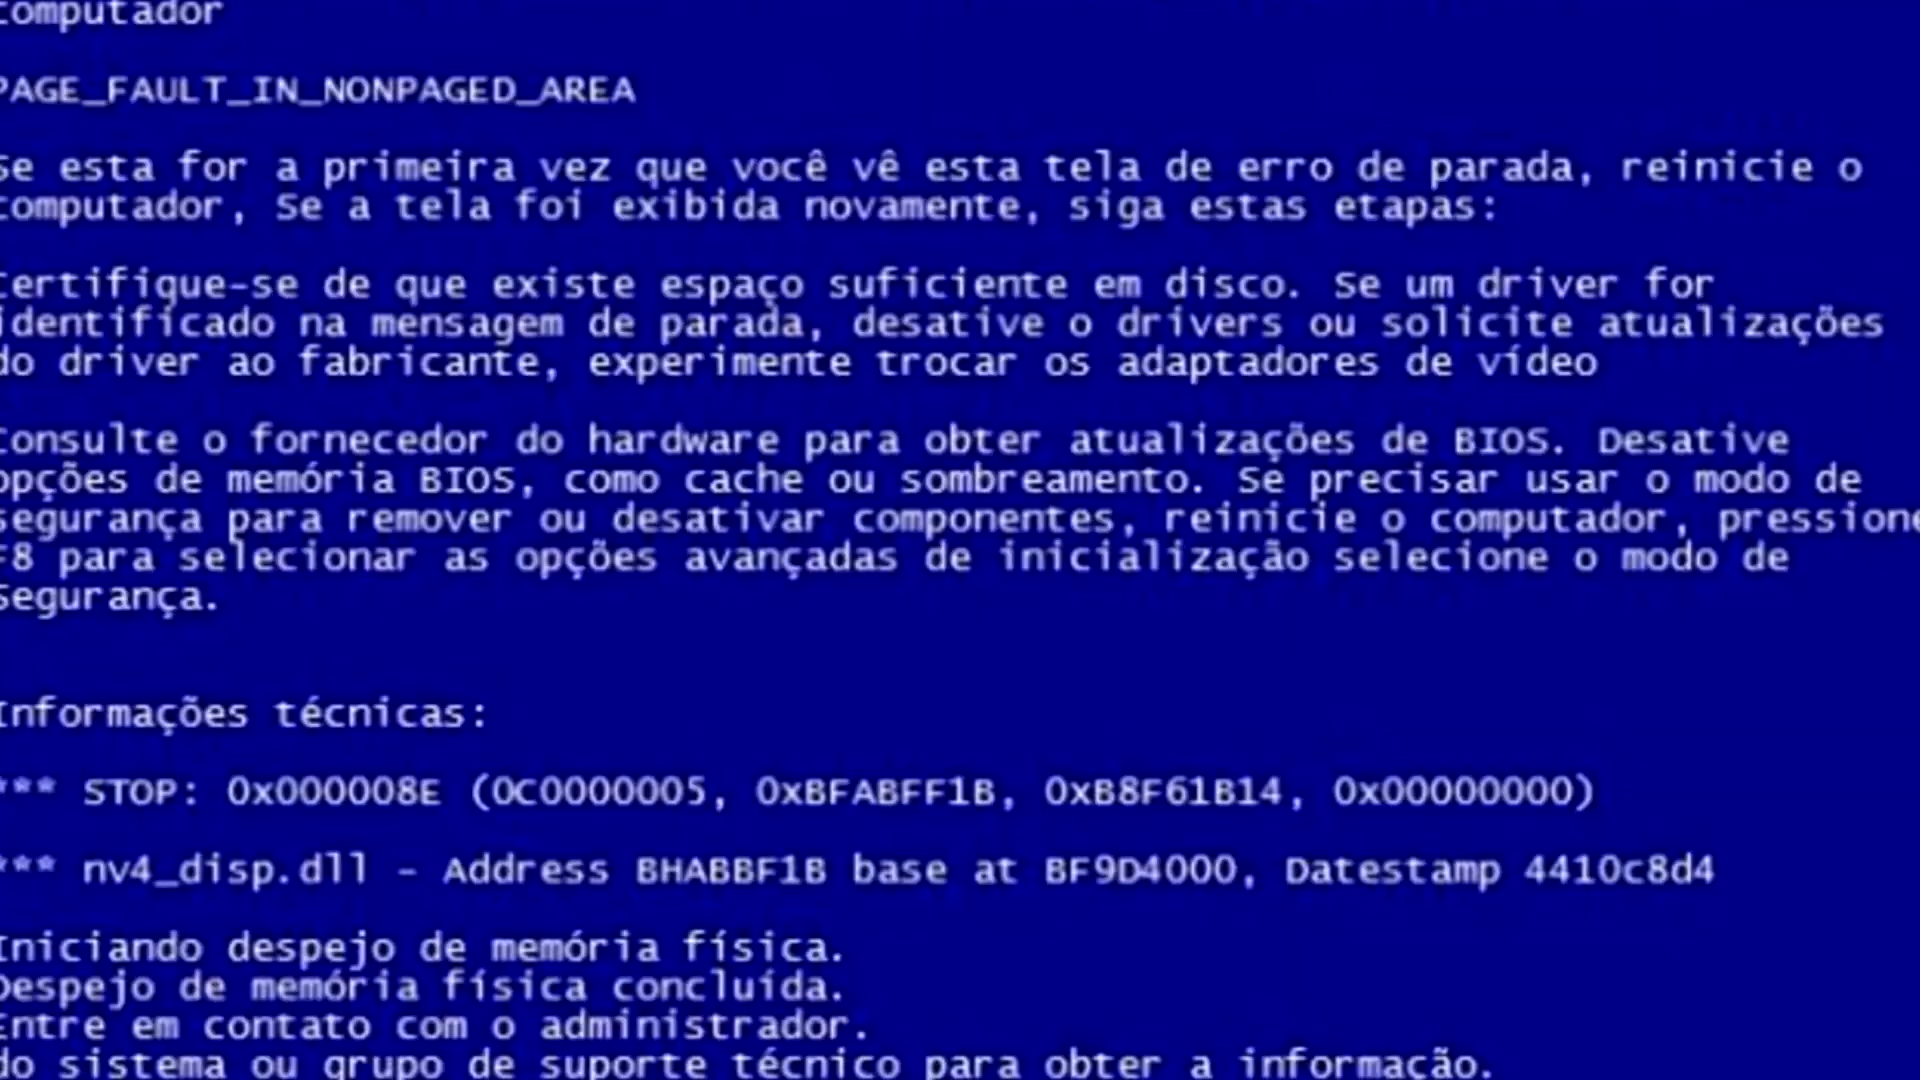 computador
PAGE_FAULT_IN_NONPAGED_AREA
Se esta for a primeira vez que você vê esta tela de erro de parada, reinicie o
computador, Se a tela foi exibida novamente, siga estas etapas:
Certifique-se de que existe espaço suficiente em disco. Se um driver for
identificado na mensagem de parada, desative o drivers ou solicite atualizações
do driver ao fabricante, experimente trocar os adaptadores de vídeo
Consulte o fornecedor do hardware para obter atualizações de BIOS. Desative
opções de memória BIOS, como cache ou sombreamento. Se precisar usar o modo de
segurança para remover ou desativar componentes, reinicie o computador, pressione
F8 para selecionar as opções avançadas de inicialização selecione o modo de
Segurança.
Informações técnicas:
*** STOP: 0x000008E (0C0000005, 0xBFABFF1B, 0xB8F61B14, 0x00000000)
*** nv4_disp.dll - Address BHABBF1B base at BF9D4000, Datestamp 4410c8d4
Iniciando despejo de memória física.
Despejo de memória física concluída.
Entre em contato com o administrador.
do sistema ou grupo de suporte técnico para obter a informação.